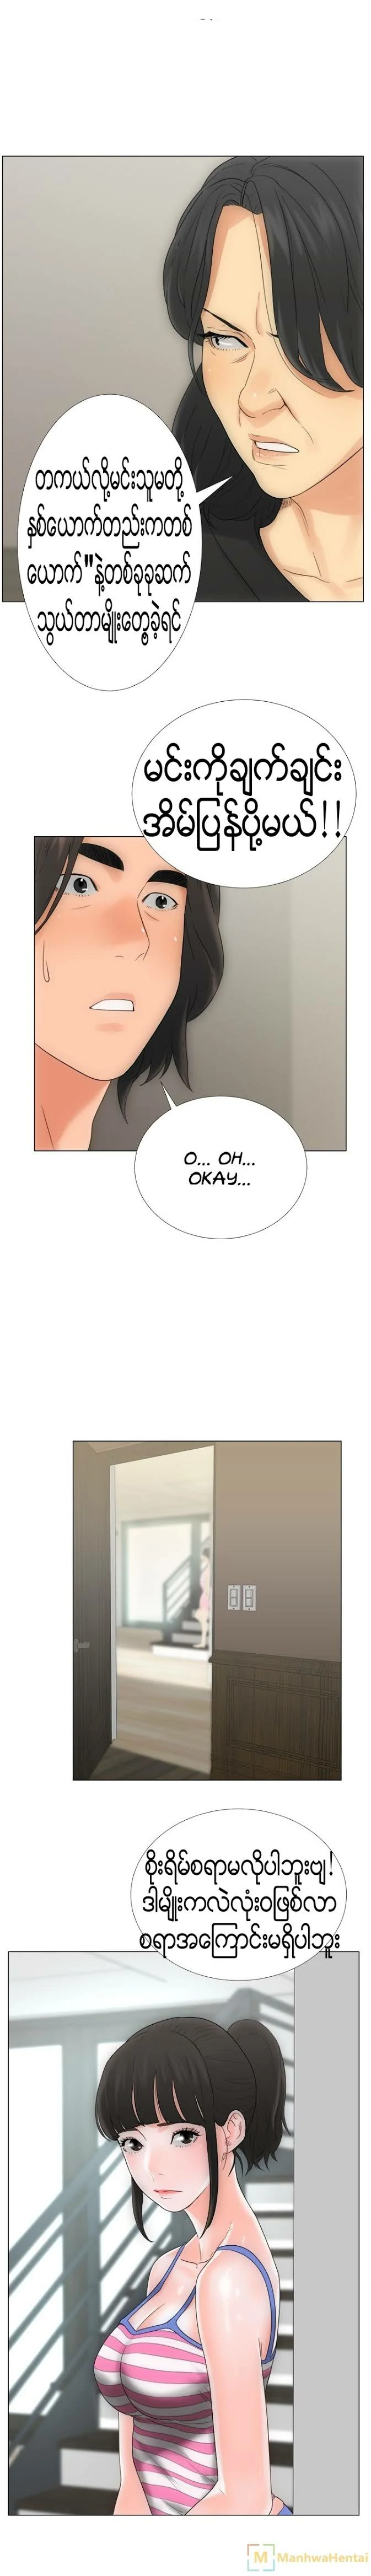 တကယ်လို့မင်းသူမတို့
နှစ်ယောက်တည်းကတစ်
ယောက်"နဲ့တစ်ခုခုဆက်
သွယ်တာမျိုးတွေ့ခဲ့ရင်
မင်းကိုချက်ချင်း
အိမ်ပြန်ပို့မယ်!!
O... OH...
OKAY...
စိုးရိမ်စရာမလိုပါဘူးဗျ!
ဒါမျိုးကလဲလုံးဝဖြစ်လာ
စရာအကြောင်းမရှိပါဘူး
M ManhwaHentai